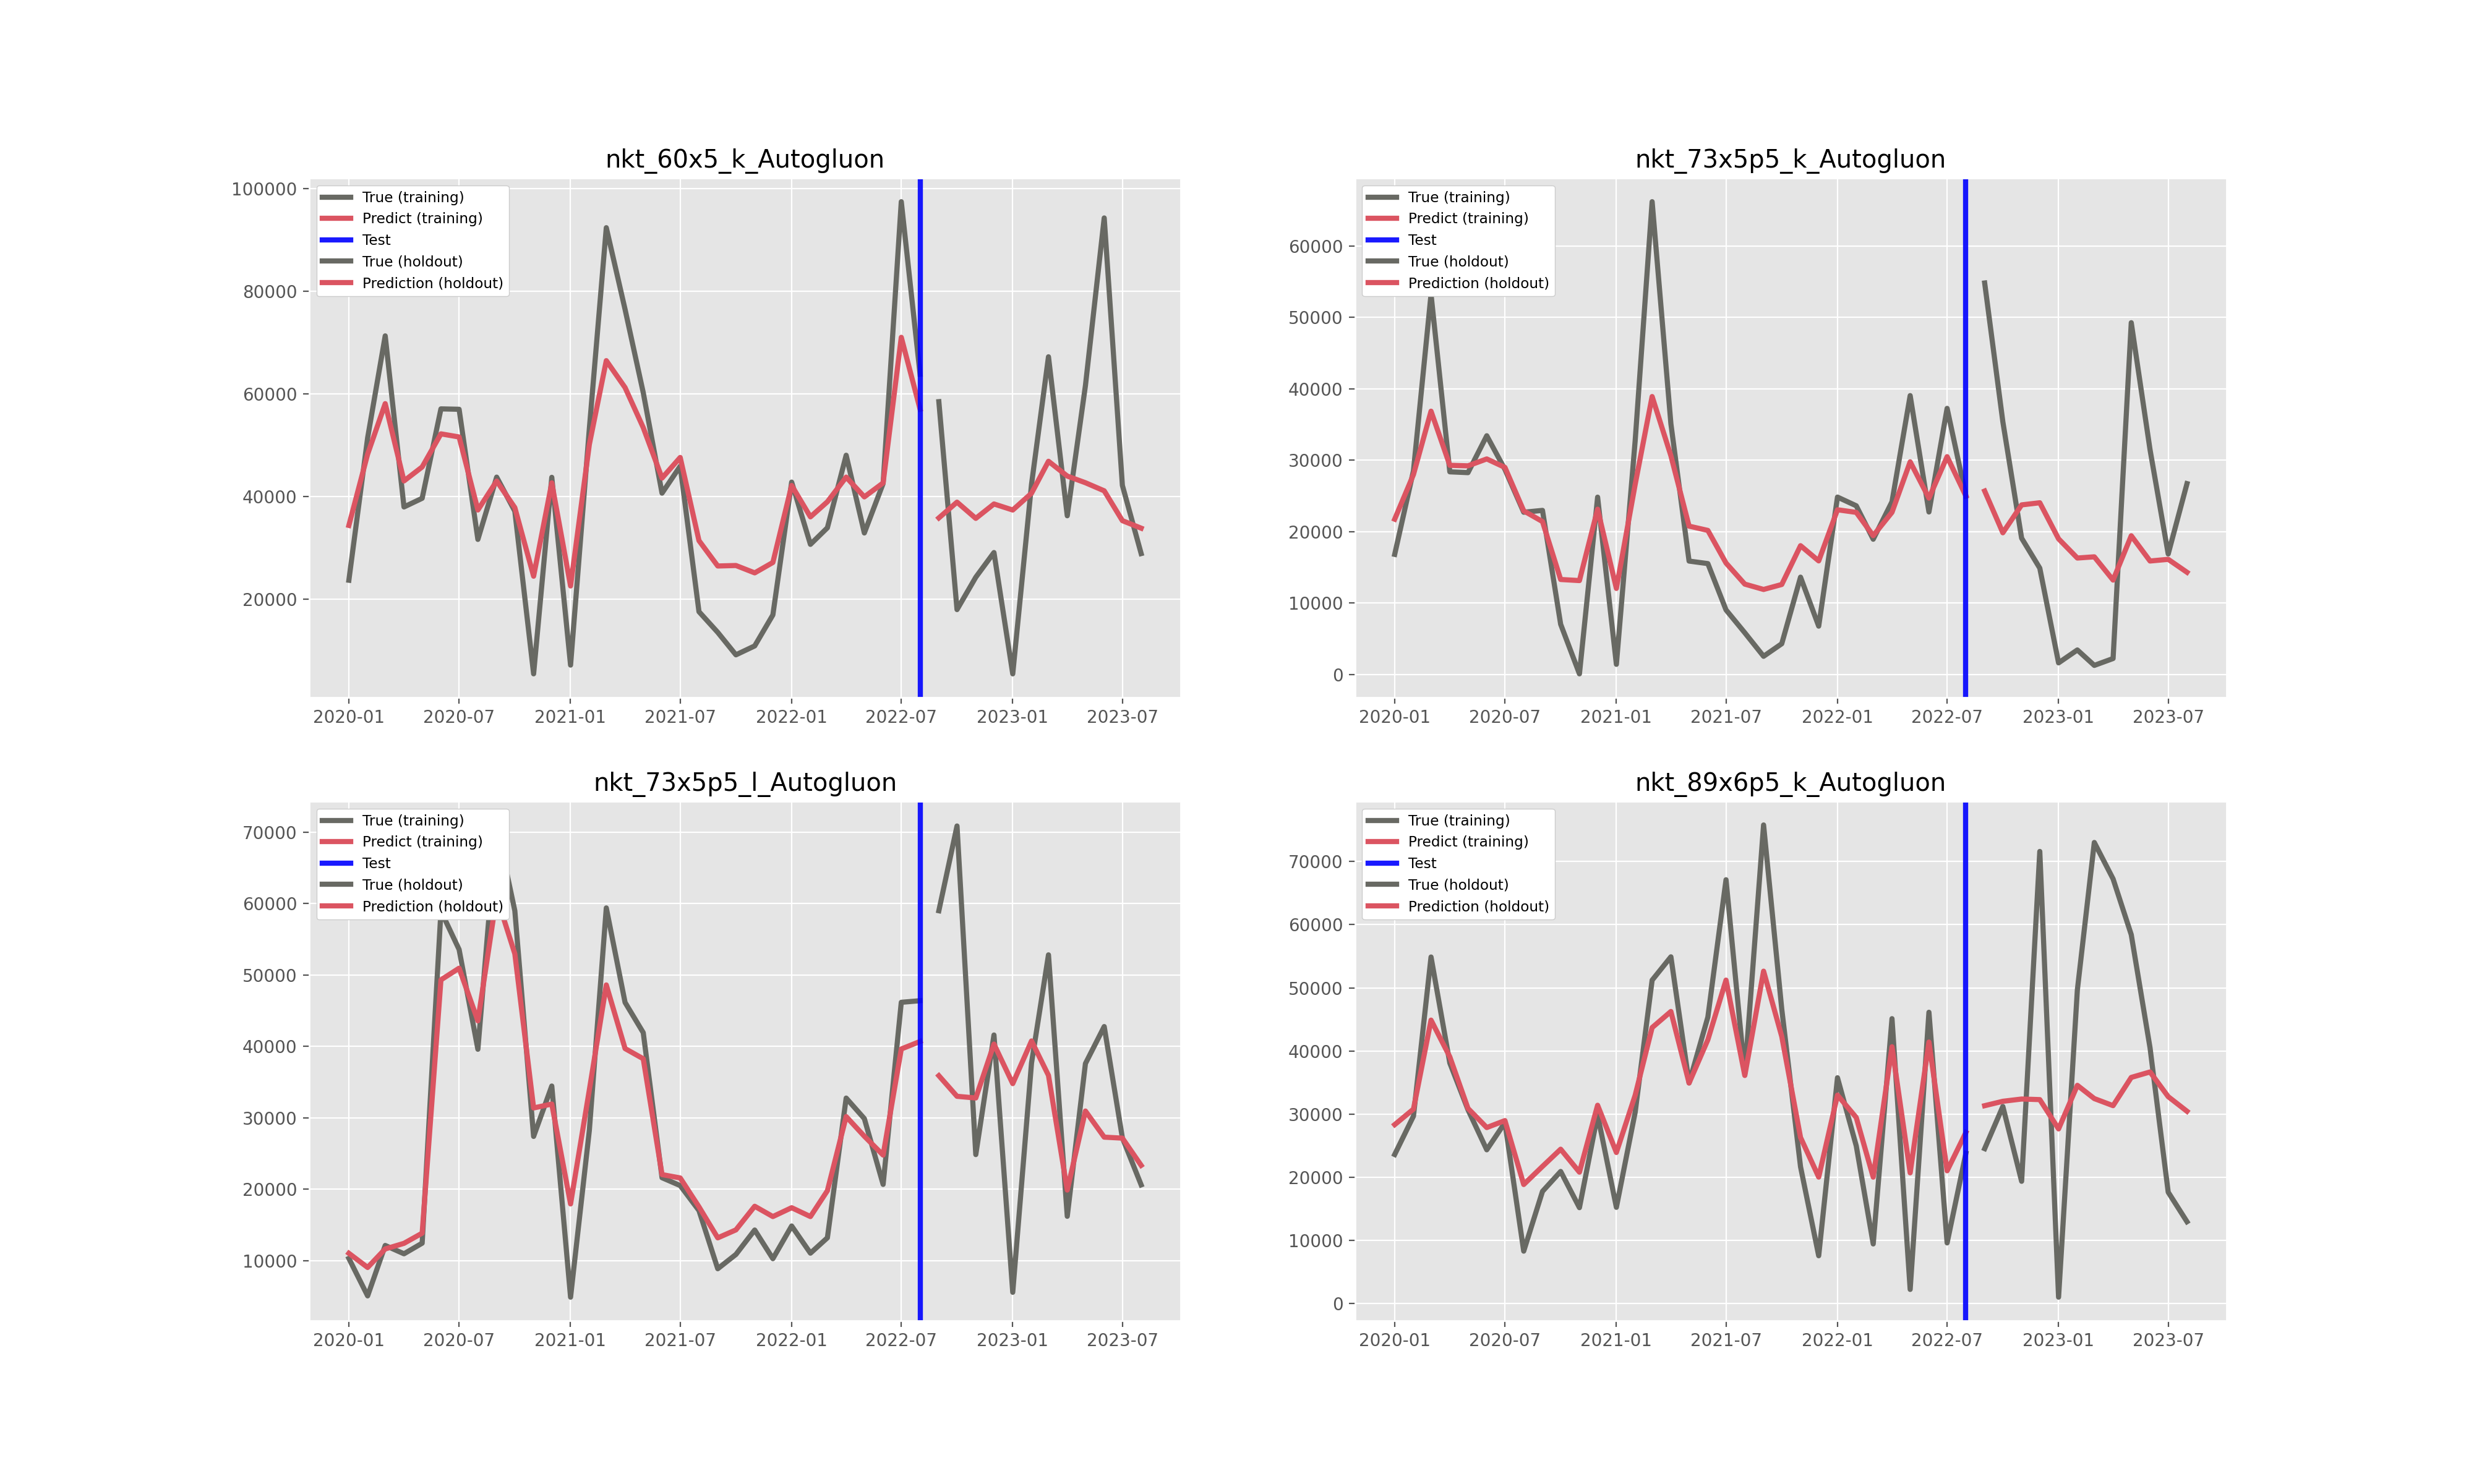 nkt_60x5_k_Autogluon
100000
80000
60000
40000
20000
True (training)
Predict (training)
Test
True (holdout)
Prediction (holdout)
2020-01 2020-07 2021-01 2021-07 2022-01 2022-07 2023-01 2023-07
nkt_73x5p5_k_Autogluon
60000
50000
40000
30000
20000
10000
0
True (training)
Predict (training)
Test
True (holdout)
Prediction (holdout)
2020-01 2020-07 2021-01 2021-07 2022-01 2022-07 2023-01 2023-07
nkt_73x5p5_l_Autogluon
70000
60000
50000
40000
30000
20000
10000
True (training)
Predict (training)
Test
True (holdout)
Prediction (holdout)
2020-01 2020-07 2021-01 2021-07 2022-01 2022-07 2023-01 2023-07
nkt_89x6p5_k_Autogluon
70000
60000
50000
40000
30000
20000
10000
0
True (training)
Predict (training)
Test
True (holdout)
Prediction (holdout)
2020-01 2020-07 2021-01 2021-07 2022-01 2022-07 2023-01 2023-07